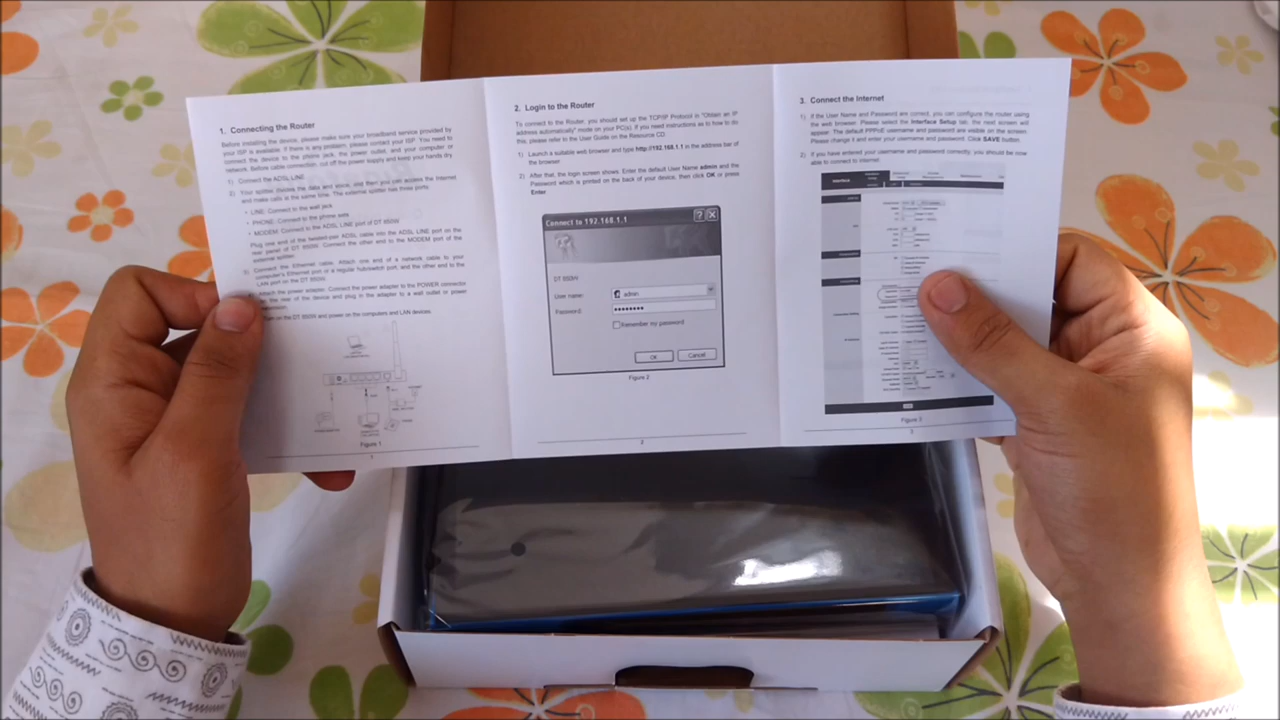 1. Connecting the Router
Before installing the device, please make sure your broadband service provided by
your ISP is available. If there is any problem, please contact your ISP. You need to
connect the device to the phone jack, the power outlet, and your computer or
network. Before cable connection, cut off the power supply and keep your hands dry.
1) Connect the ADSL LINE.
2) Your splitter divides the data and voice, and then you can access the Internet
and make calls at the same time. The external splitter has three ports:
• LINE: Connect to the wall jack
• PHONE: Connect to the phone sets
• MODEM: Connect to the ADSL LINE port of DT 850W
Plug one end of the twisted-pair ADSL cable into the ADSL LINE port on the
rear panel of DT 850W. Connect the other end to the MODEM port of the
external splitter.
3) Connect the Ethernet cable. Attach one end of a network cable to your
computer's Ethernet port or a regular hub/switch port, and the other end to the
LAN port on the DT 850W.
Attach the power adapter. Connect the power adapter to the POWER connector
the rear of the device and plug in the adapter to a wall outlet or power
on the DT 850W and power on the computers and LAN devices.
Figure 1
2. Login to the Router
To connect to the Router, you should set up the TCP/IP Protocol in "Obtain an IP
address automatically" mode on your PC(s). If you need instructions as to how to do
this, please refer to the User Guide on the Resource CD.
1) Launch a suitable web browser and type http://192.168.1.1 in the address bar of
the browser.
2) After that, the login screen shows. Enter the default User Name admin and the
Password which is printed on the back of your device, then click OK or press
Enter
Connect to 192.168.1.1
DT 850W
User name:
admin
Password:
Remember my password
OK
Cancel
Figure 2
2
3. Connect the Internet
1) If the User Name and Password are correct, you can configure the router using
the web browser. Please select the Interface Setup tab, the next screen will
appear. The default PPPoE username and password are visible on the screen.
Please change it and enter your username and password. Click SAVE button.
2) If you have entered your username and password correctly, you should be now
able to connect to internet.
Interface
Figure 3
3